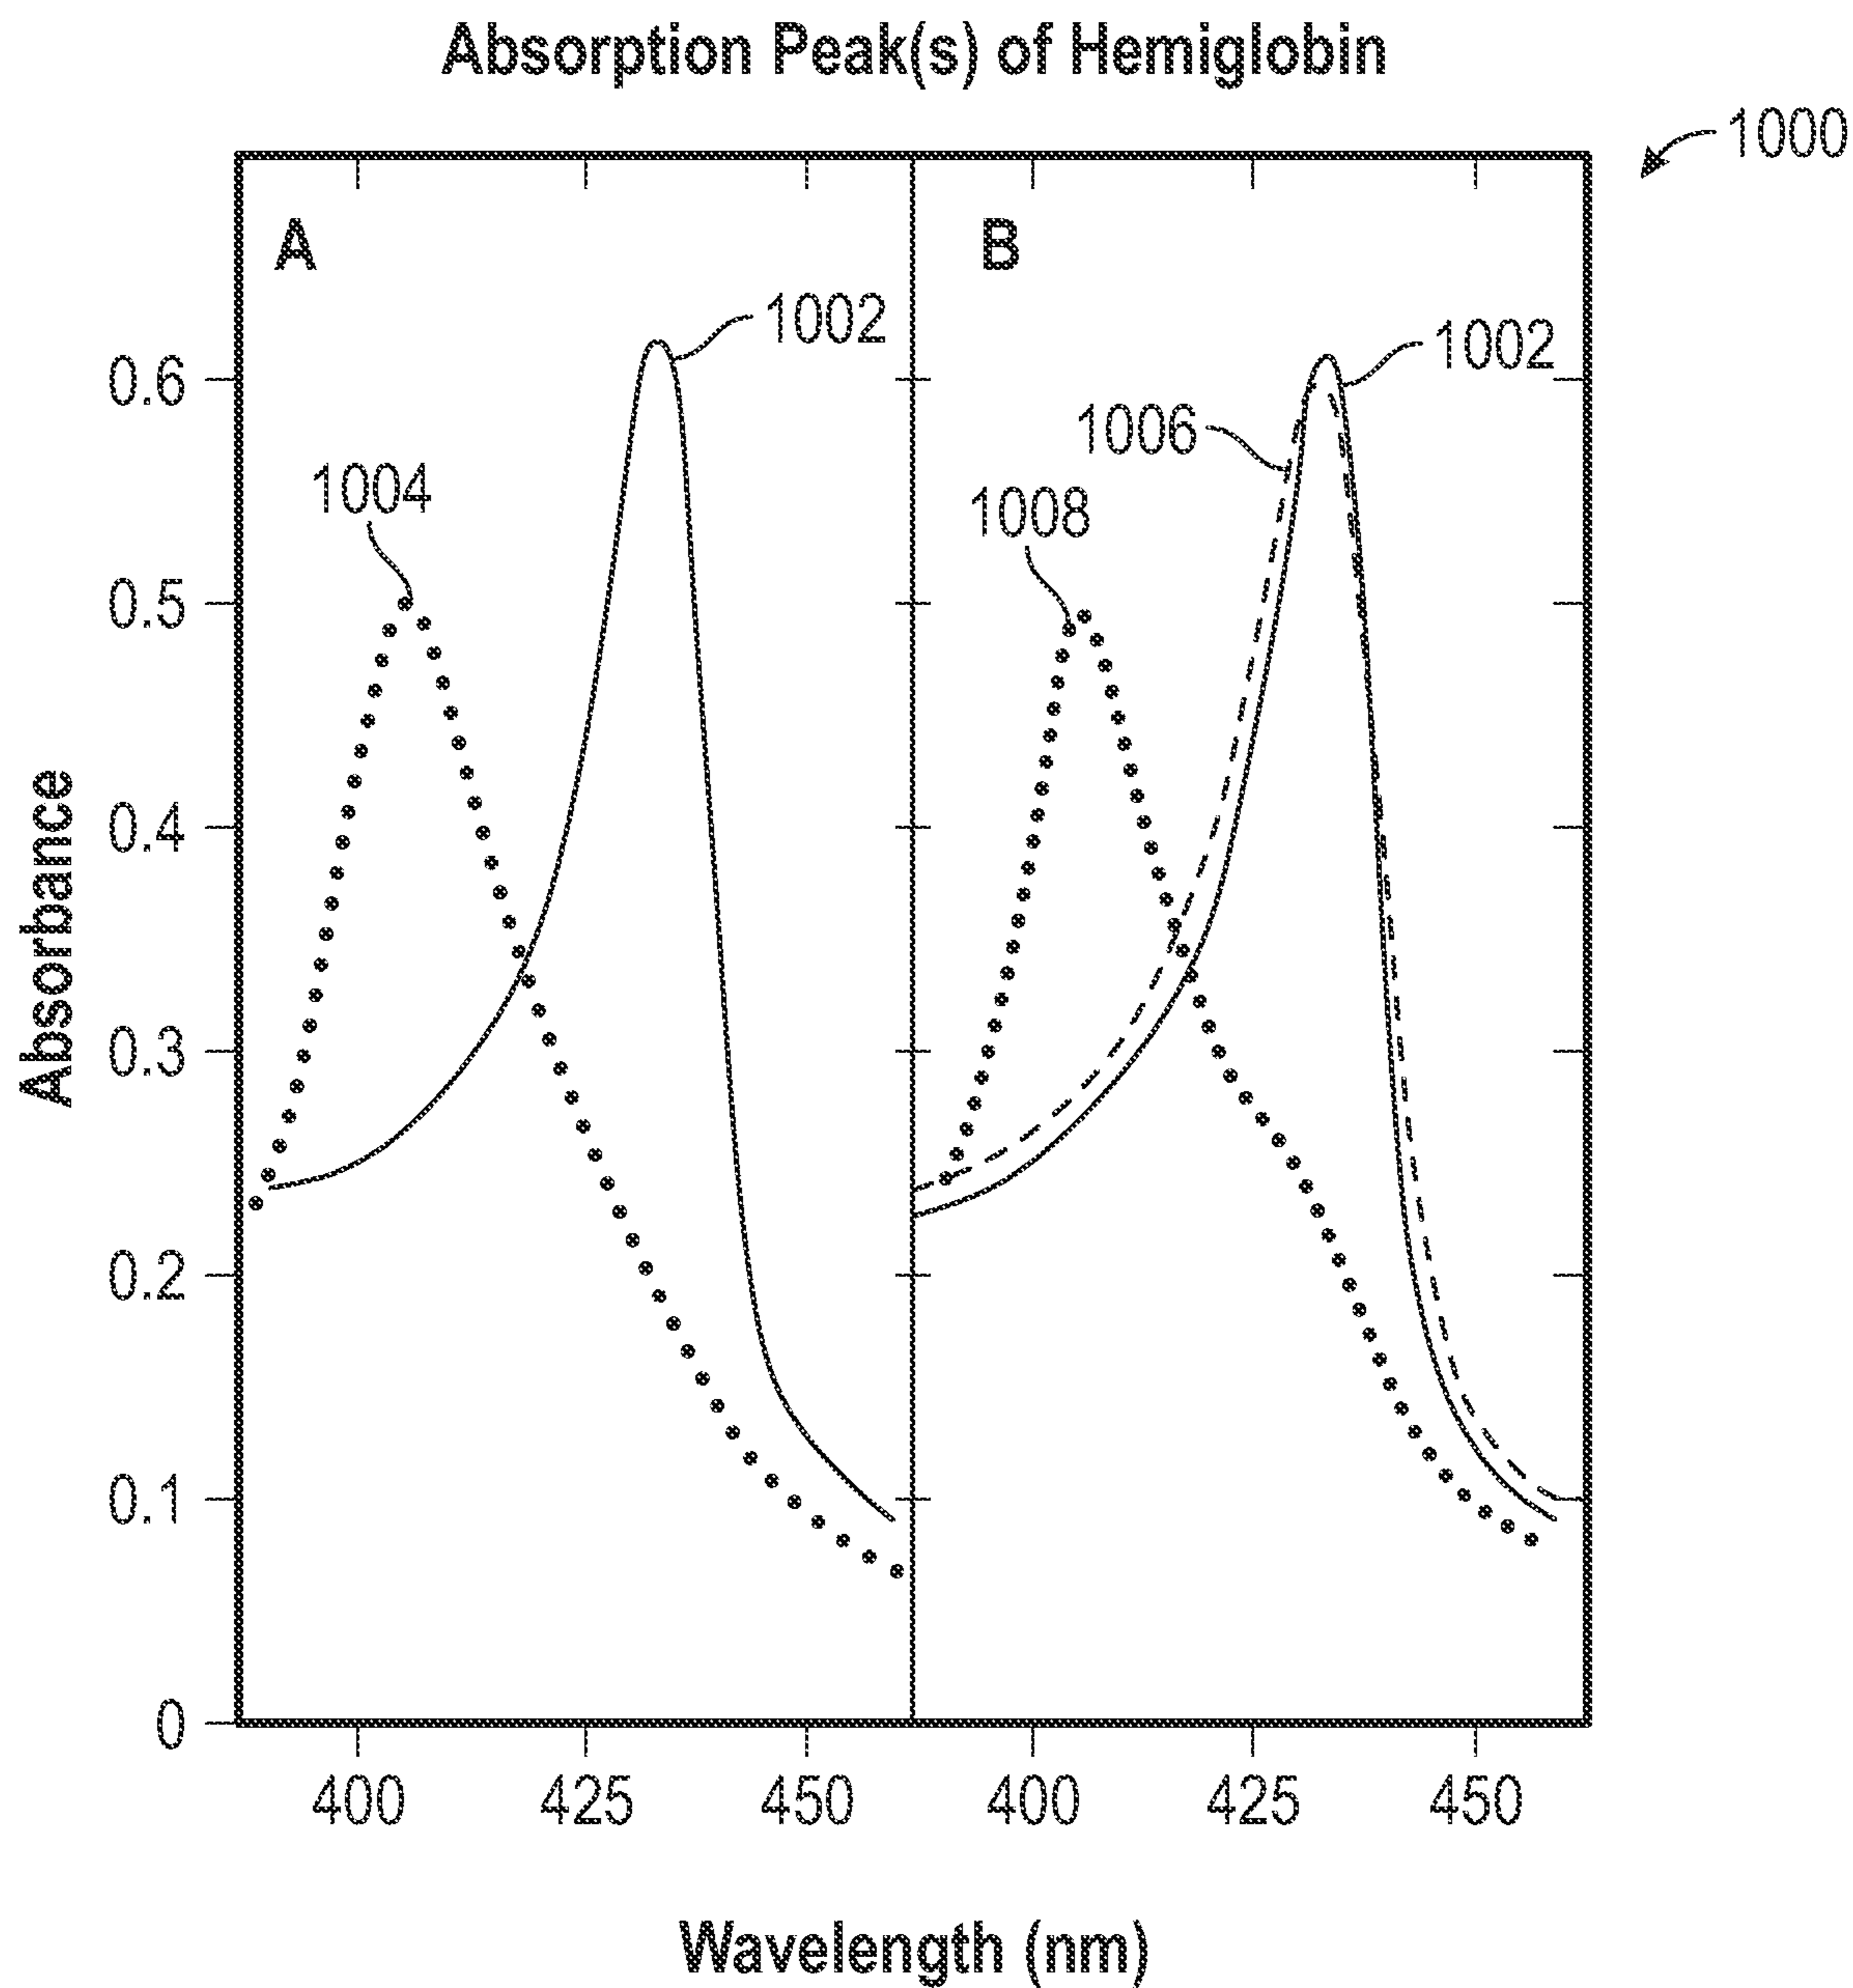 Absorption Peak(s) of Hemiglobin
1000
A
B
1002
1002
1006
1004
1008
0.6
0.5
0.4
0.3
0.2
0.1
0
Absorbance
400 425 450 400 425 450
Wavelength (nm)